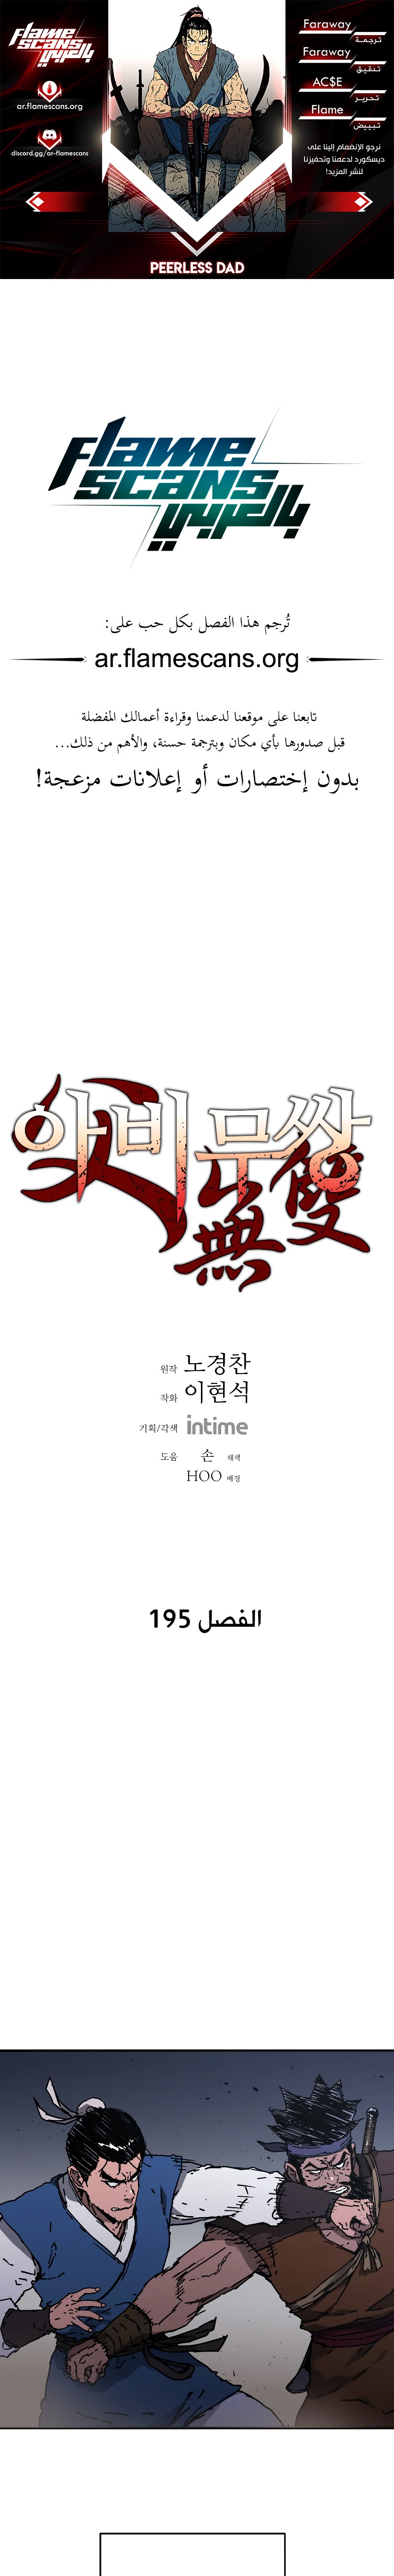 Flame
Scans
بالعربي
ar.flamescans.org
discord.gg/ar-flamescans
Faraway
ترجمة
Faraway
تدقيق
AC$E
تحرير
Flame
تبييض
نرجو الإنضمام إلينا على
ديسكورد لدعمنا وتحفيزنا
لنشر المزيد!
PEERLESS DAD
Flame
Scans
بالعربي
تُرجم هذا الفصل بكل حب على:
ar.flamescans.org
تابعنا على موقعنا لدعمنا وقراءة أعمالك المفضلة
قبل صدورها بأي مكان وبترجمة حسنة، والأهم من ذلك...
بدون إختصارات أو إعلانات مزعجة!
아비무쌍
無雙
원작 노경찬
작화 이현석
기획/각색 intime
도움 손 채색
HOO 배경
الفصل 195